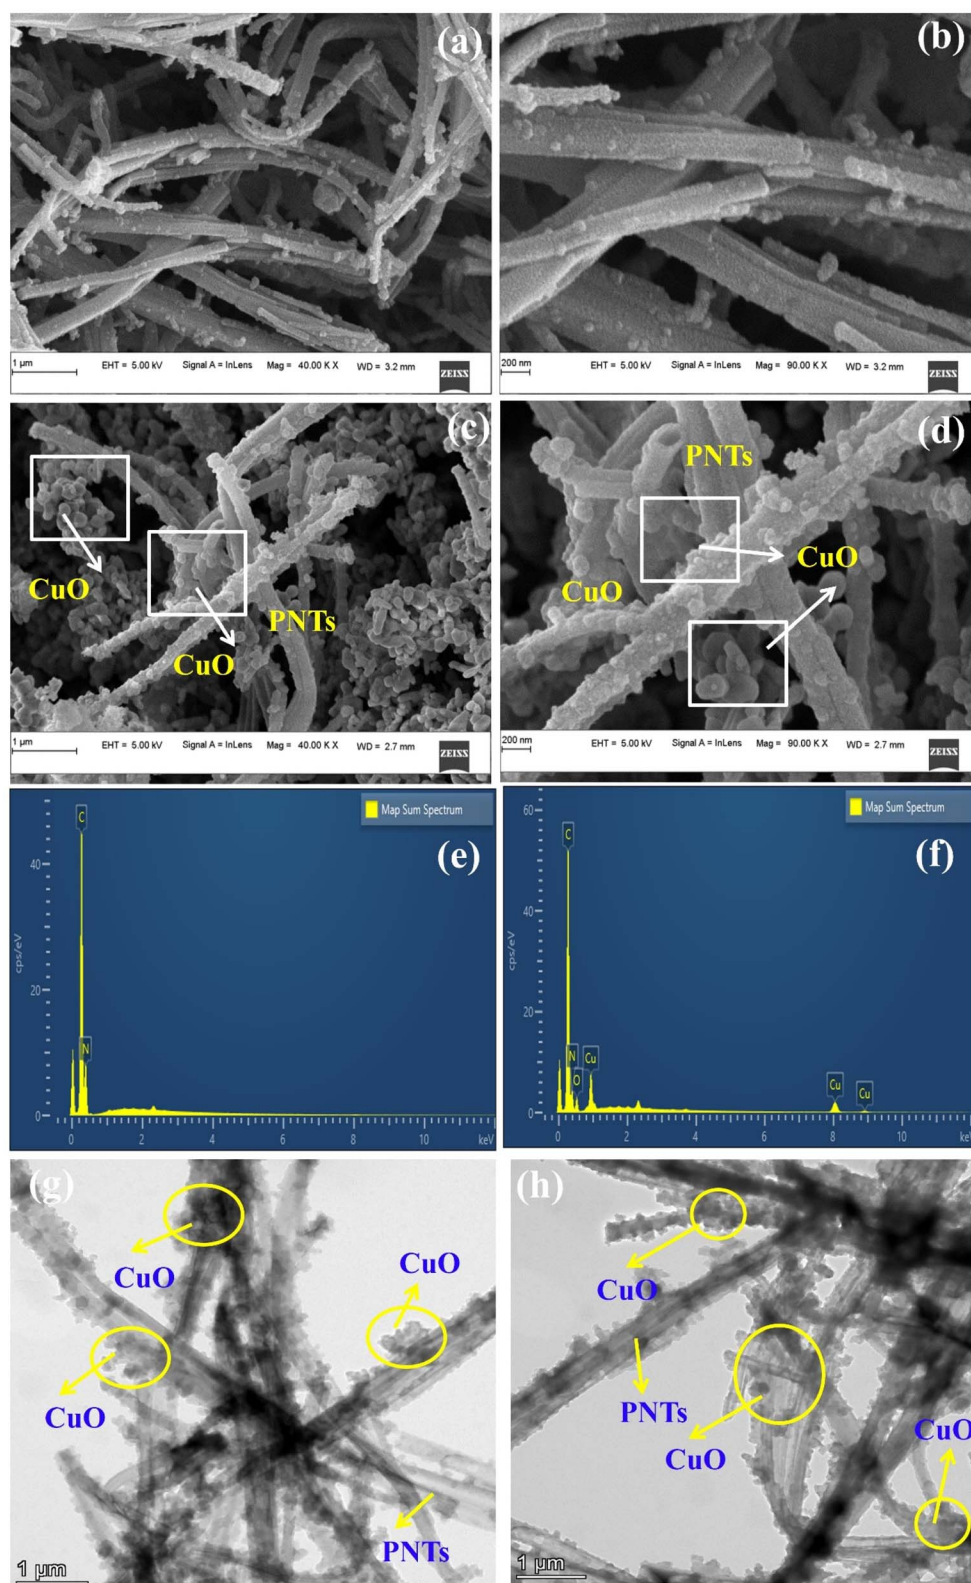 (a)
1 µm
EHT = 5.00 kV Signal A = InLens Mag = 40.00 K X WD = 3.2 mm
ZEISS
(b)
200 nm
EHT = 5.00 kV Signal A = InLens Mag = 90.00 K X WD = 3.2 mm
ZEISS
(c)
CuO
PNTs
CuO
1 µm
EHT = 5.00 kV Signal A = InLens Mag = 40.00 K X WD = 2.7 mm
ZEISS
(d)
PNTs
CuO
CuO
200 nm
EHT = 5.00 kV Signal A = InLens Mag = 90.00 K X WD = 2.7 mm
ZEISS
Map Sum Spectrum
(e)
C
40
cps/eV
20
N
0
0 2 4 6 8 10 keV
Map Sum Spectrum
(f)
60
C
40
cps/eV
20
N
O
Cu
Cu
Cu
0
0 2 4 6 8 10 keV
(g)
CuO
CuO
CuO
PNTs
1 µm
(h)
CuO
PNTs
CuO
CuO
1 µm